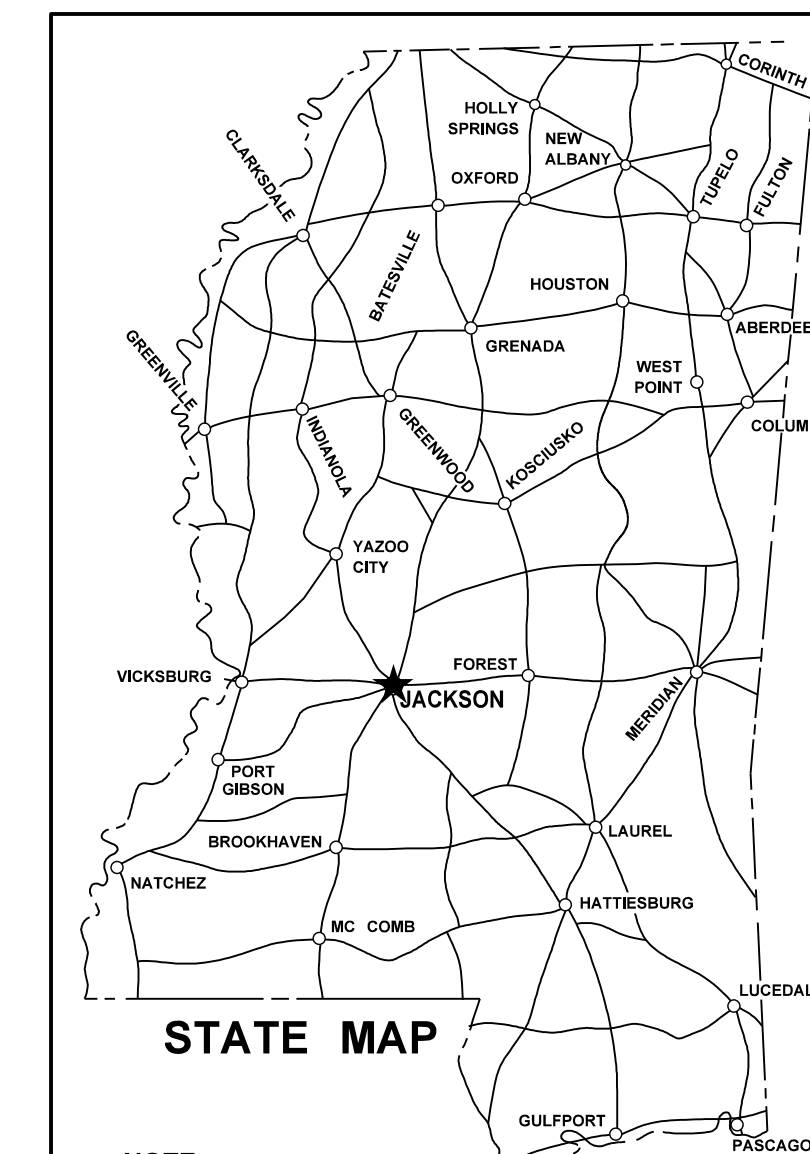 CORINTH
HOLLY
SPRINGS
NEW
ALBANY
CLARKSDALE
OXFORD
TUPELO
FULTON
BATESVILLE
HOUSTON
ABERDEE
GRENADA
GREENVILLE
WEST
POINT
COLUM
INDIANOLA
GREENWOOD
KOSCIUSKO
YAZOO
CITY
VICKSBURG
FOREST
JACKSON
MERIDIAN
PORT
GIBSON
BROOKHAVEN
LAUREL
NATCHEZ
HATTIESBURG
MC COMB
LUCEDAL
STATE MAP
GULFPORT
PASCAGO
NOTE